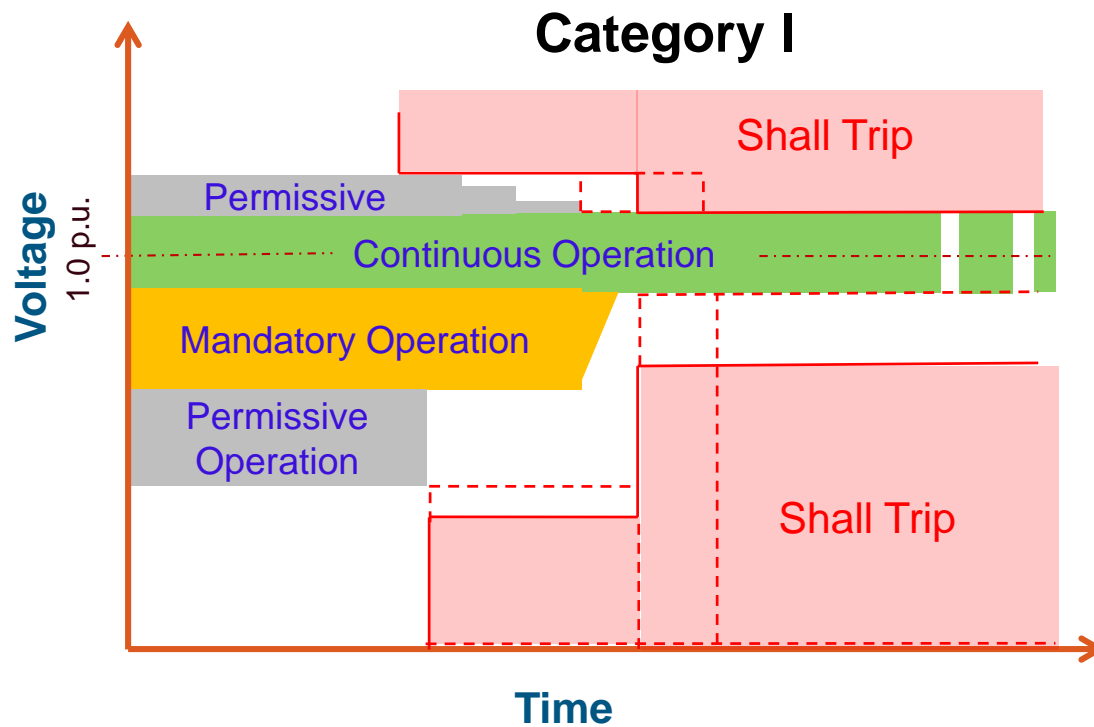 Category I
Shall Trip
Permissive
Continuous Operation
Voltage
1.0 p.u.
Mandatory Operation
Permissive
Operation
Shall Trip
Time